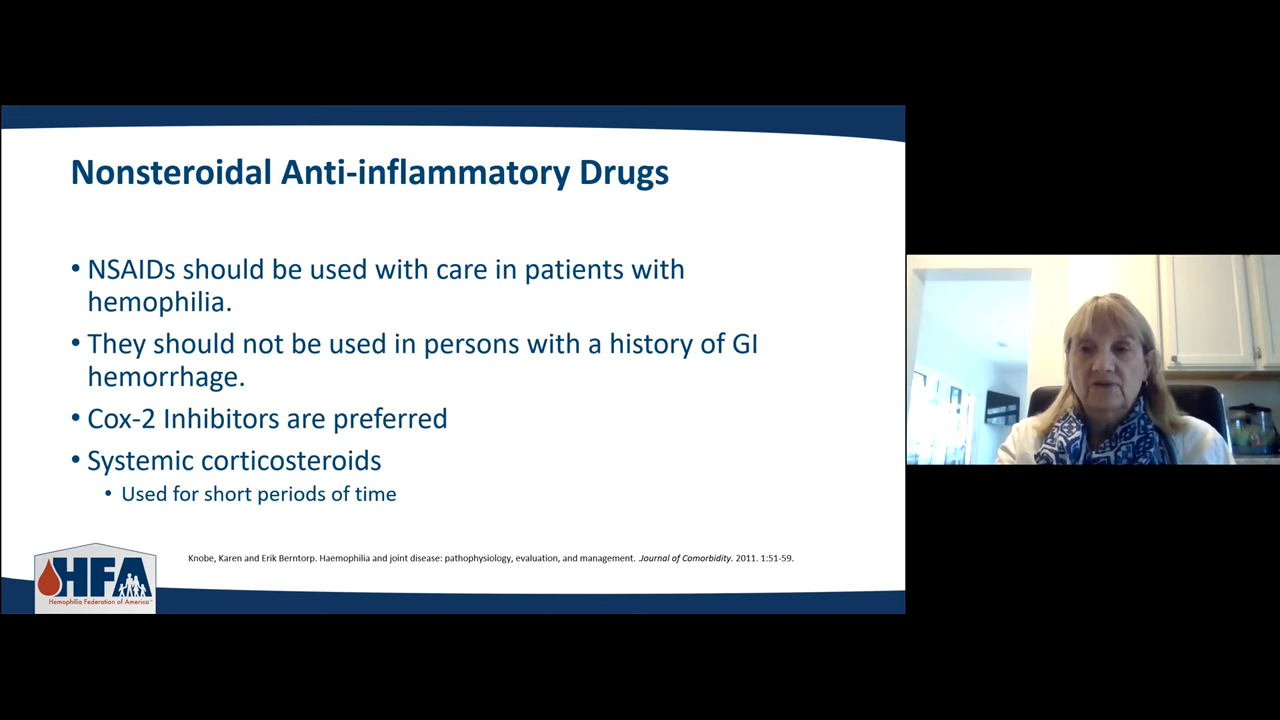 Nonsteroidal Anti-inflammatory Drugs
• NSAIDs should be used with care in patients with
hemophilia.
• They should not be used in persons with a history of GI
hemorrhage.
• Cox-2 Inhibitors are preferred
• Systemic corticosteroids
• Used for short periods of time
Knobe, Karen and Erik Berntorp. Haemophilia and joint disease: pathophysiology, evaluation, and management. .Journal of Comorbidity. 2011. 1:51-59.
HFA
Hemophilia Federation of America™